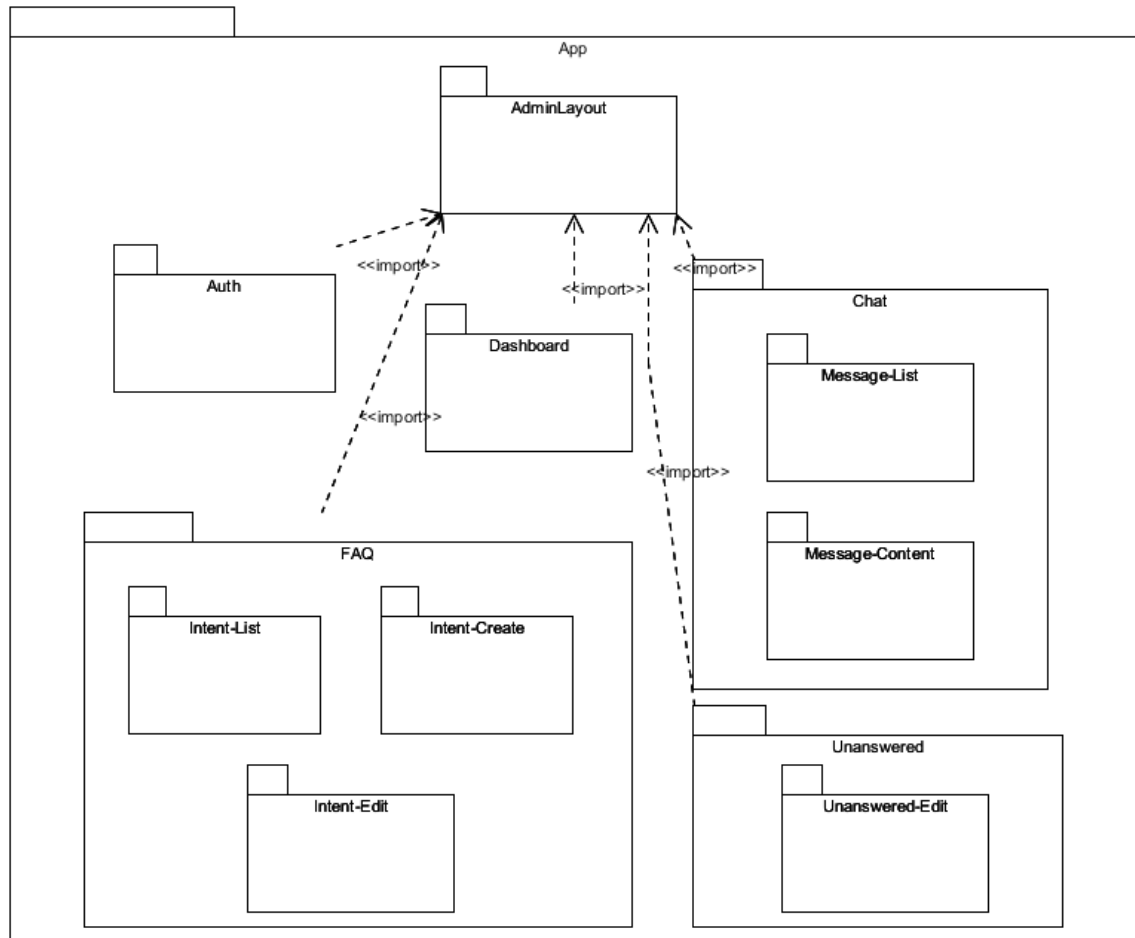 App
AdminLayout
<<import>>
Auth
<<import>>
Dashboard
<<import>>
<<import>>
Chat
Message-List
<<import>>
Message-Content
FAQ
Intent-List
Intent-Create
Intent-Edit
Unanswered
Unanswered-Edit